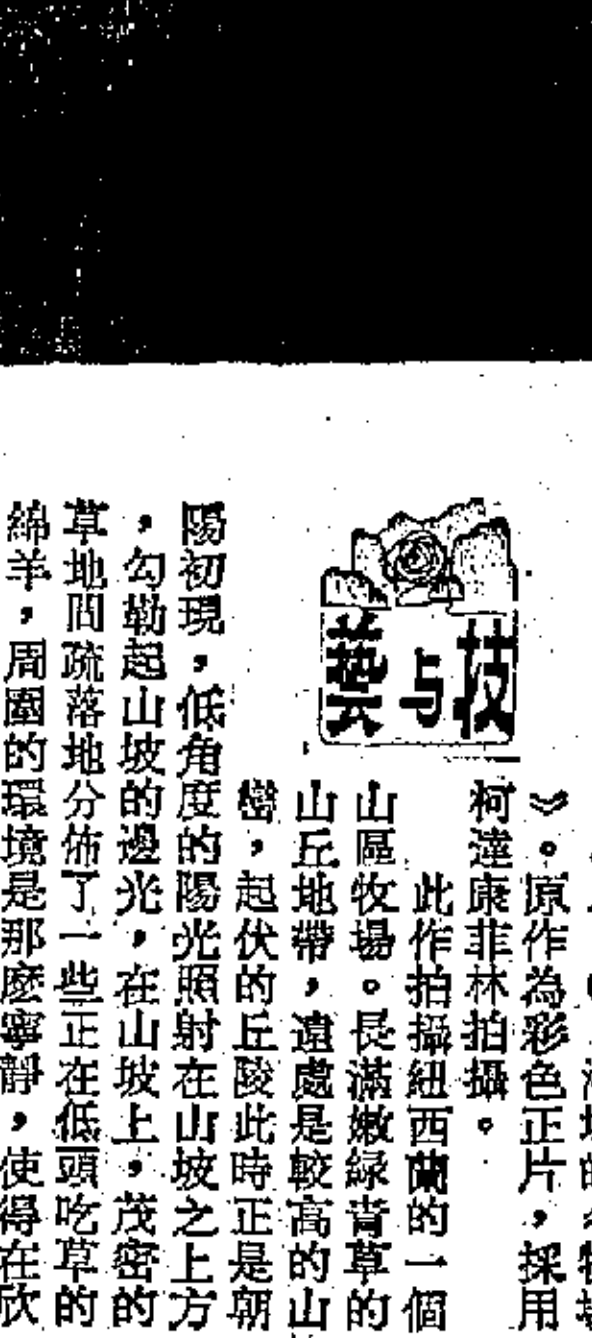 技与藝
》。原作為彩色正片，採用
柯達康菲林拍攝。
此作拍攝紐西蘭的一個
山區牧場。長滿嫩綠青草的
山丘地帶，遠處是較高的山
巒，起伏的丘陵此時正是朝
陽初現，低角度的陽光照射在山坡之上方
，勾勒起山坡的邊光，在山坡上，茂密的
草地間疏落地分佈了一些正在低頭吃草的
綿羊，周圍的環境是那麽寧靜，使得在欣